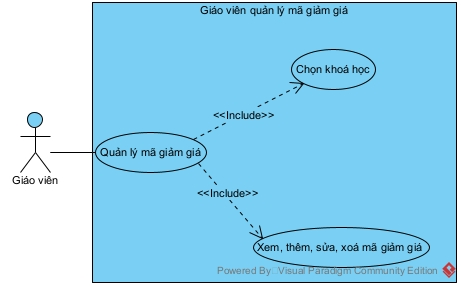 Giáo viên quản lý mã giảm giá
Chọn khoá học
<<Include>>
Giáo viên
Quản lý mã giảm giá
<<Include>>
Xem, thêm, sửa, xoá mã giảm giá
Powered By: Visual Paradigm Community Edition